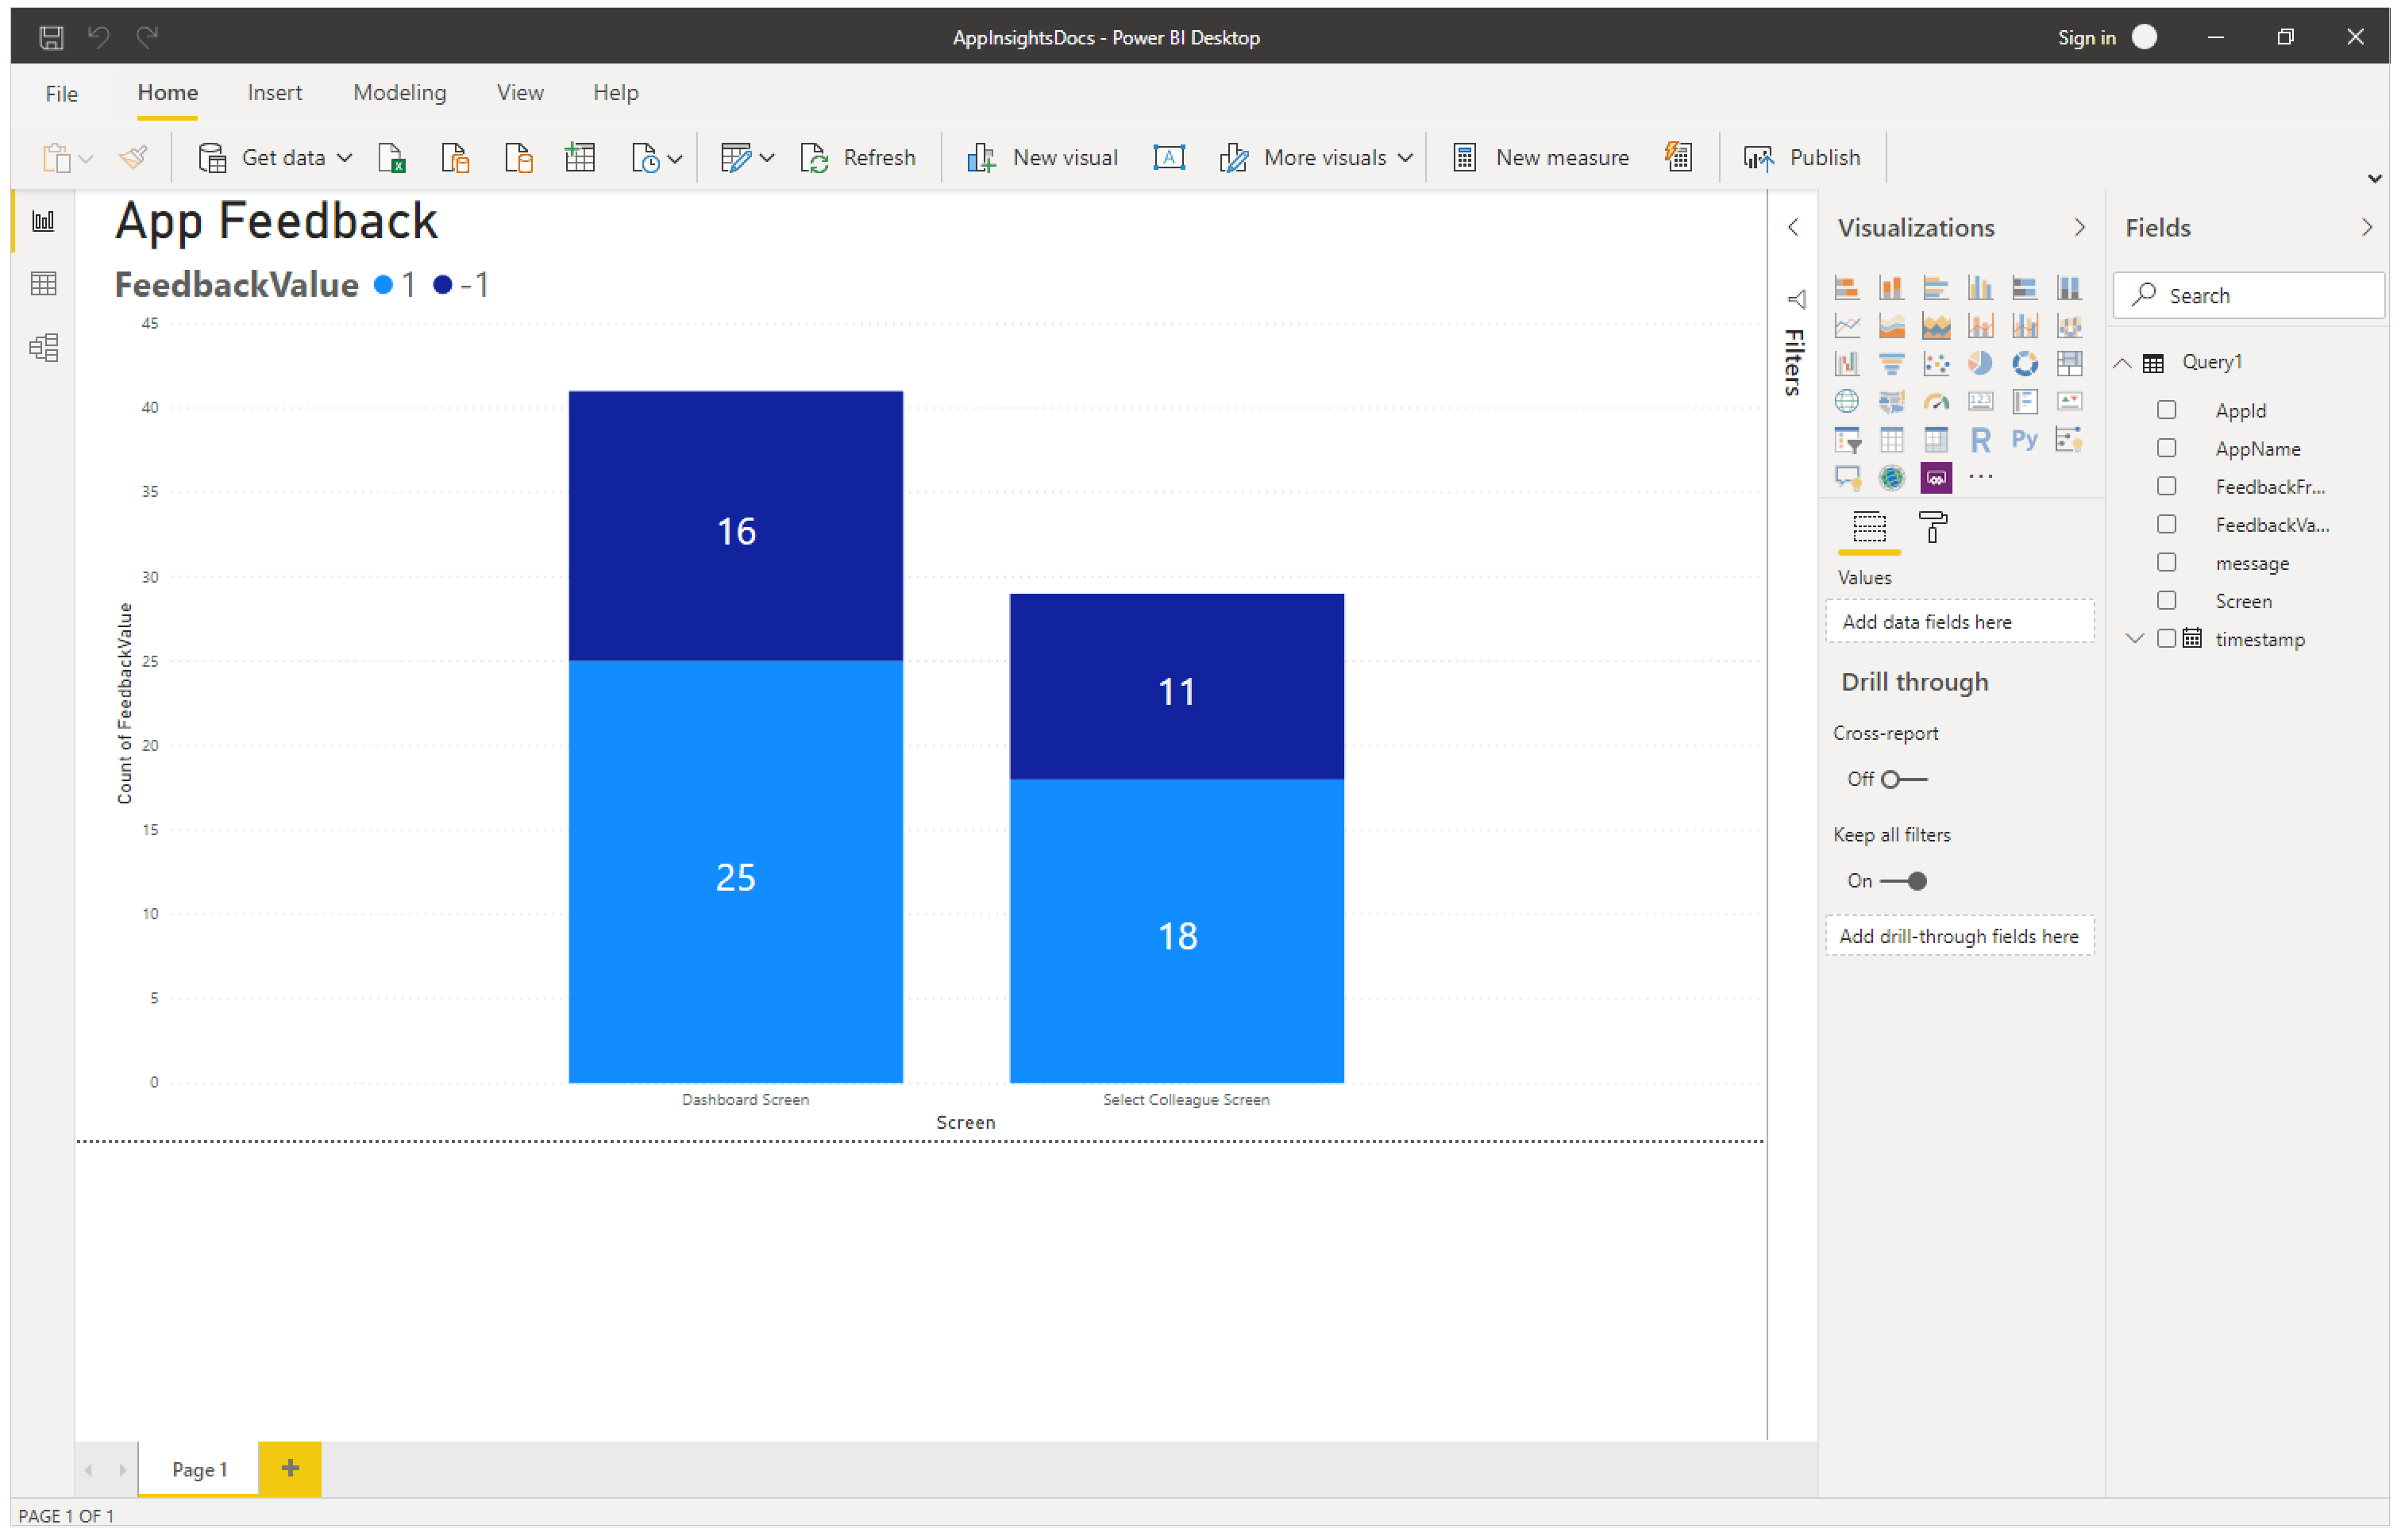 AppInsightsDocs - Power BI Desktop
Sign in
File Home Insert Modeling View Help
Get data Refresh New visual A More visuals New measure Publish
App Feedback
FeedbackValue 1 -1
45
40
35
30
25
20
15
10
5
0
Count of FeedbackValue
16
25
11
18
Dashboard Screen Select Colleague Screen
Screen
Filters
Visualizations
123
R Py
...
Values
Add data fields here
Drill through
Cross-report
Off
Keep all filters
On
Add drill-through fields here
Fields
Search
Query1
AppId
AppName
FeedbackFr...
FeedbackVa...
message
Screen
timestamp
Page 1 +
PAGE 1 OF 1